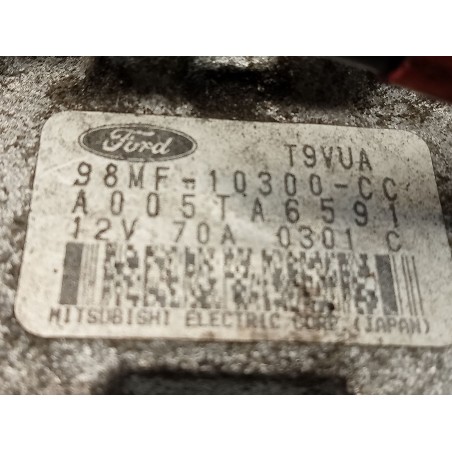 Ford T9VUA
98MF-10300-CC
A005TA6591
12V 70A 0301 C
MITSUBISHI ELECTRIC CORP.(JAPAN)